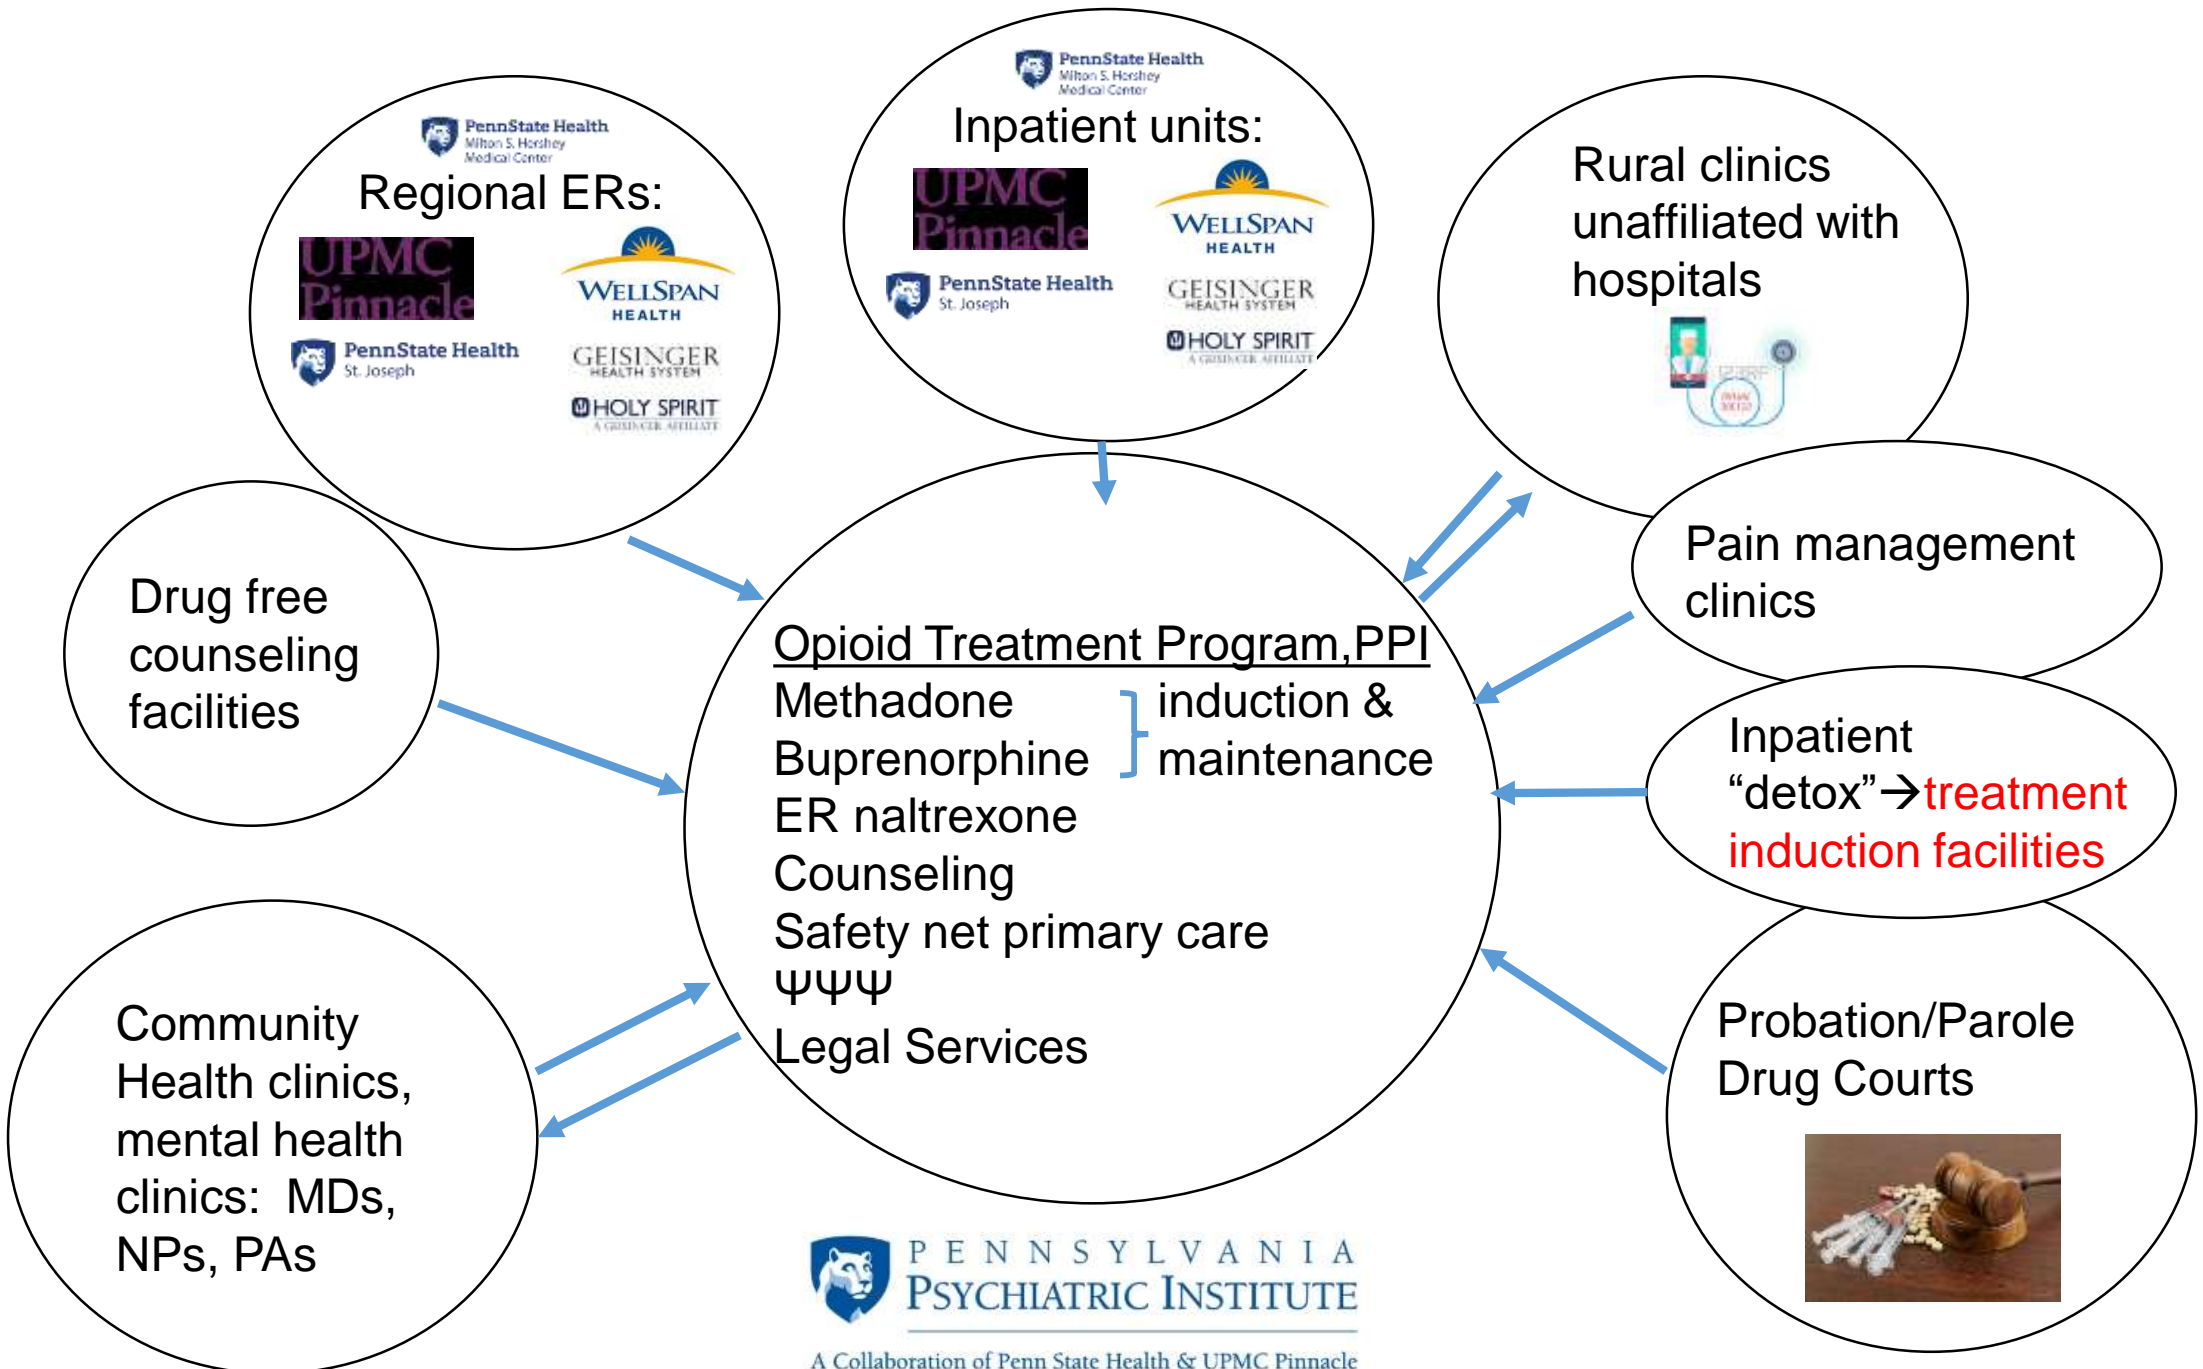 PennState Health
Milton S. Hershey
Medical Center
Regional ERs:
UPMC
Pinnacle
WELLSPAN
HEALTH
PennState Health
St. Joseph
GEISINGER
HEALTH SYSTEM
HOLY SPIRIT
A GEISINGER AFFILIATE
PennState Health
Milton S. Hershey
Medical Center
Inpatient units:
UPMC
Pinnacle
WELLSPAN
HEALTH
PennState Health
St. Joseph
GEISINGER
HEALTH SYSTEM
HOLY SPIRIT
A GEISINGER AFFILIATE
Rural clinics
unaffiliated with
hospitals
Pain management
clinics
Drug free
counseling
facilities
Opioid Treatment Program,PPI
Methadone
Buprenorphine
induction &
maintenance
ER naltrexone
Counseling
Safety net primary care
ΨΨΨ
Legal Services
Inpatient
“detox”→treatment
induction facilities
Community
Health clinics,
mental health
clinics: MDs,
NPs, PAs
Probation/Parole
Drug Courts
PENNSYLVANIA
PSYCHIATRIC INSTITUTE
A Collaboration of Penn State Health & UPMC Pinnacle